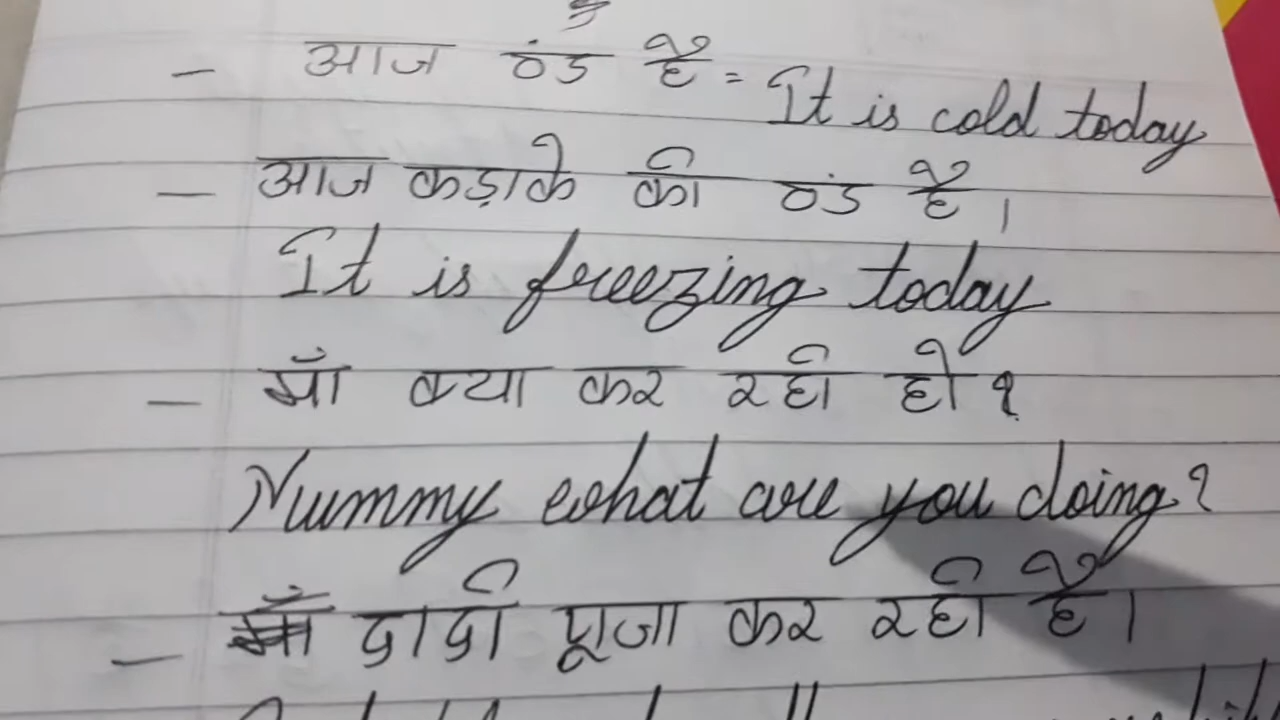 - आज ठंड है = It is cold today
- आज कड़ाके की ठंड है।
It is freezing today
- माँ क्या कर रही हो?
Mummy what are you doing?
- दादी पूजा कर रही है।